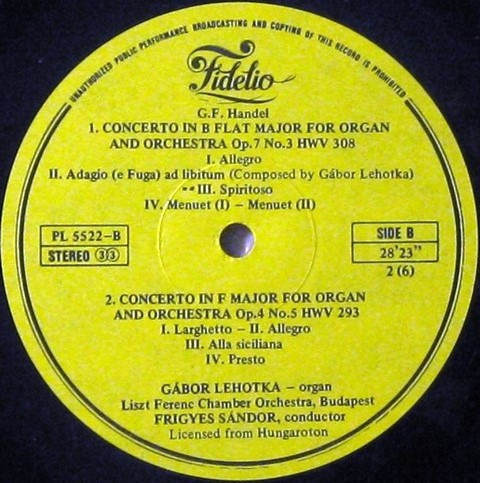 UNAUTHORIZED PUBLIC PERFORMANCE BROADCASTING AND COPYING OF THIS RECORD IS PROHIBITED
Fidelio
G.F. Handel
1. CONCERTO IN B FLAT MAJOR FOR ORGAN
AND ORCHESTRA Op.7 No.3 HWV 308
I. Allegro
II. Adagio (e Fuga) ad libitum (Composed by Gábor Lehotka)
III. Spiritoso
IV. Menuet (I) – Menuet (II)
PL 5522–B
STEREO 33
SIDE B
28'23"
2 (6)
2. CONCERTO IN F MAJOR FOR ORGAN
AND ORCHESTRA Op.4 No.5 HWV 293
I. Larghetto – II. Allegro
III. Alla siciliana
IV. Presto
GÁBOR LEHOTKA – organ
Liszt Ferenc Chamber Orchestra, Budapest
FRIGYES SÁNDOR, conductor
Licensed from Hungaroton